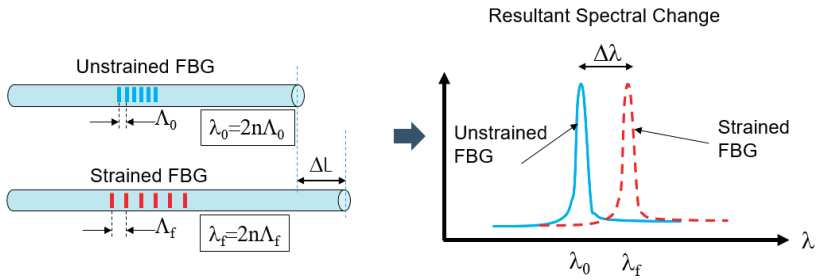 Resultant Spectral Change
Unstrained FBG
Λ₀
λ₀=2nΛ₀
Strained FBG
ΔL
Λf
λf=2nΛf
Δλ
Unstrained
FBG
Strained
FBG
λ
λ₀
λf